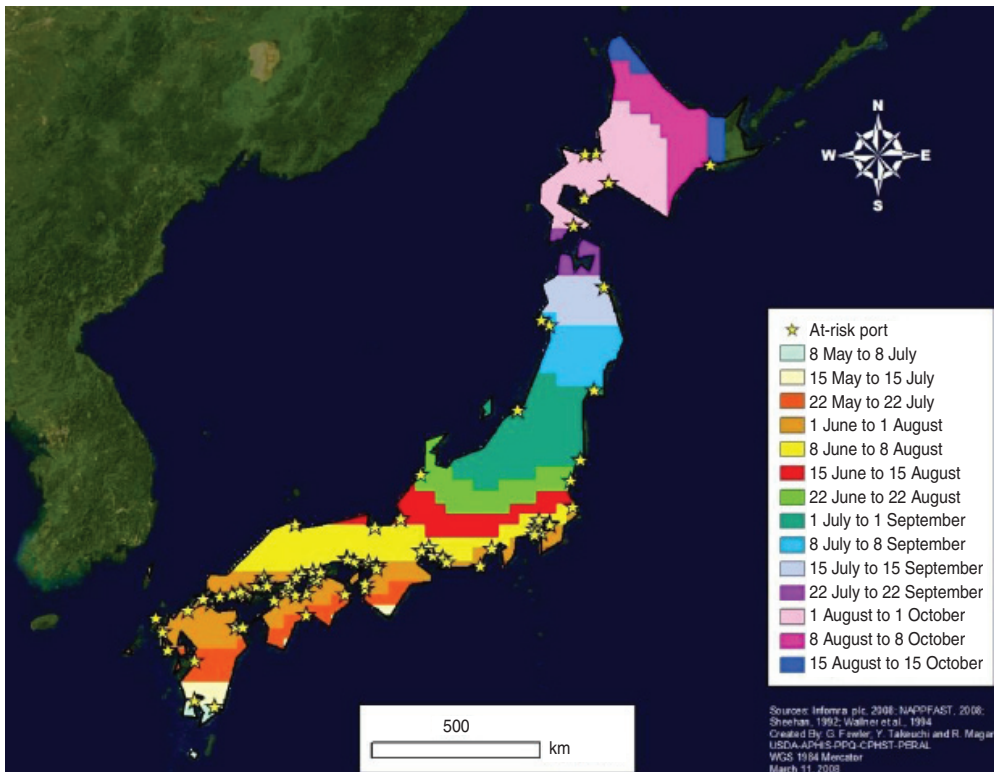 N
W
E
S
At-risk port
8 May to 8 July
15 May to 15 July
22 May to 22 July
1 June to 1 August
8 June to 8 August
15 June to 15 August
22 June to 22 August
1 July to 1 September
8 July to 8 September
15 July to 15 September
22 July to 22 September
1 August to 1 October
8 August to 8 October
15 August to 15 October
500
km
Sources: Informa plc, 2008; NAPPFAST, 2008;
Sheehan, 1992; Wallner et al., 1994
Created By: G. Fowler, Y. Takeuchi and R. Magar
USDA-APHIS-PPQ-CPHST-PERAL
WGS 1984 Mercator
March 11, 2008